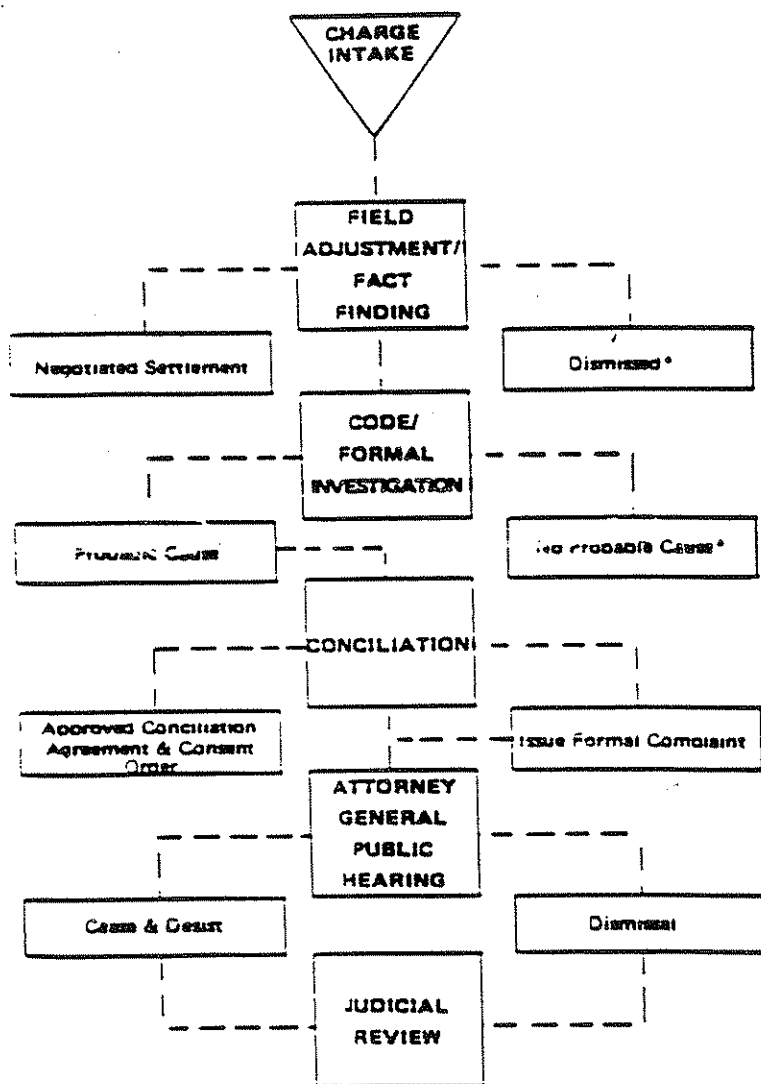 CHARGE
INTAKE
FIELD
ADJUSTMENT/
FACT
FINDING
Negotiated Settlement
Dismissed*
CODE/
FORMAL
INVESTIGATION
Probable Cause
No Probable Cause*
CONCILIATION
Approved Conciliation
Agreement & Consent
Order
Issue Formal Complaint
ATTORNEY
GENERAL
PUBLIC
HEARING
Cease & Desist
Dismissal
JUDICIAL
REVIEW